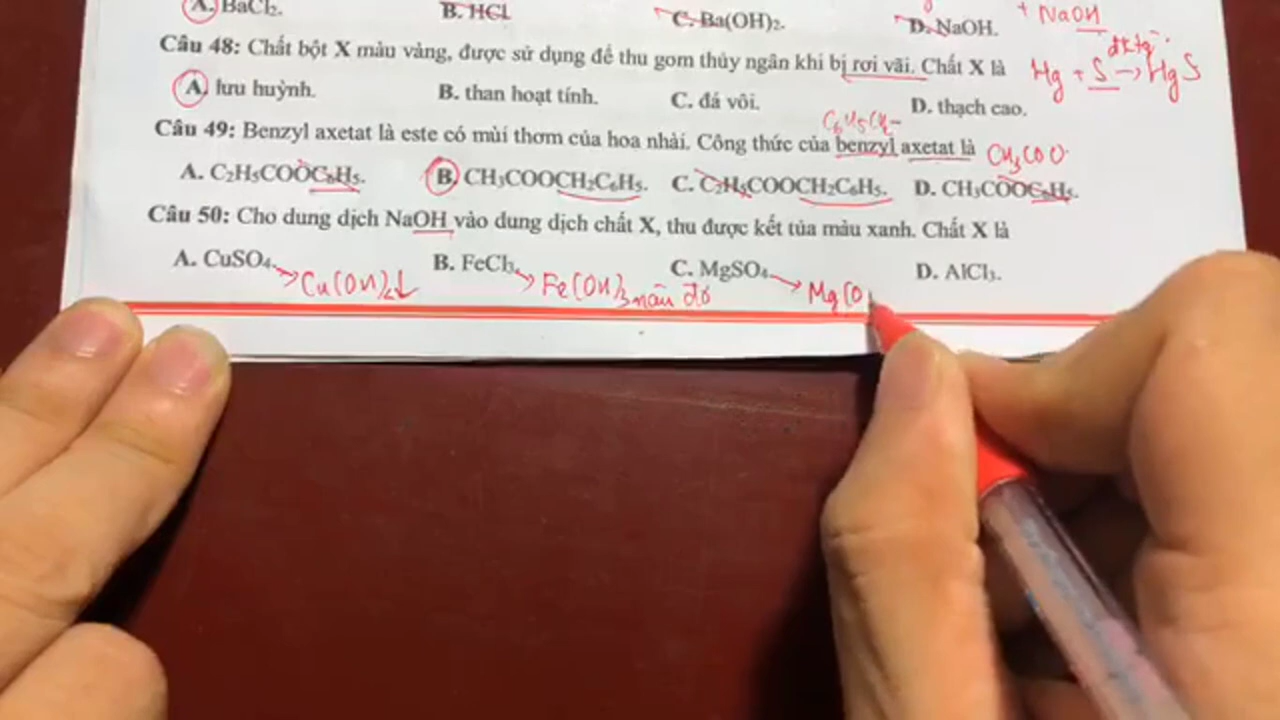 A. BaCl₂. B. HCl C. Ba(OH)₂. D. NaOH. + NaOH
Câu 48: Chất bột X màu vàng, được sử dụng để thu gom thủy ngân khi bị rơi vãi. Chất X là
Hg + S → HgS
A. lưu huỳnh. B. than hoạt tính. C. đá vôi. D. thạch cao.
C₆H₅CH₂-
Câu 49: Benzyl axetat là este có mùi thơm của hoa nhài. Công thức của benzyl axetat là CH₃COO
A. C₂H₅COOC₆H₅. B. CH₃COOCH₂C₆H₅. C. C₂H₅COOCH₂C₆H₅. D. CH₃COOC₆H₅.
Câu 50: Cho dung dịch NaOH vào dung dịch chất X, thu được kết tủa màu xanh. Chất X là
A. CuSO₄. B. FeCl₃. C. MgSO₄. D. AlCl₃.
→ Cu(OH)₂↓ → Fe(OH)₃ nâu đỏ → Mg(O